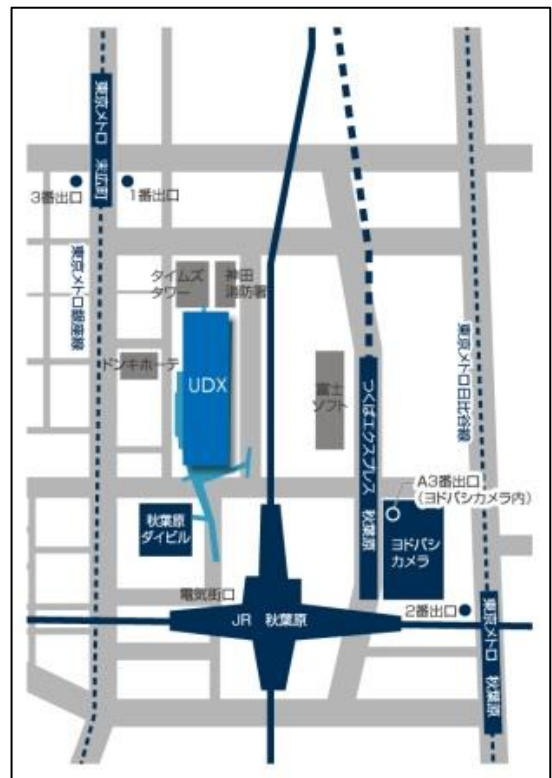 東京メトロ 末広町
3番出口
1番出口
東京メトロ銀座線
タイムズ
タワー
神田
消防署
ドンキホーテ
UDX
富士
ソフト
つくばエクスプレス 秋葉原
東京メトロ日比谷線
A3番出口
(ヨドバシカメラ内)
秋葉原
ダイビル
ヨドバシ
カメラ
電気街口
2番出口
JR 秋葉原
東京メトロ 秋葉原